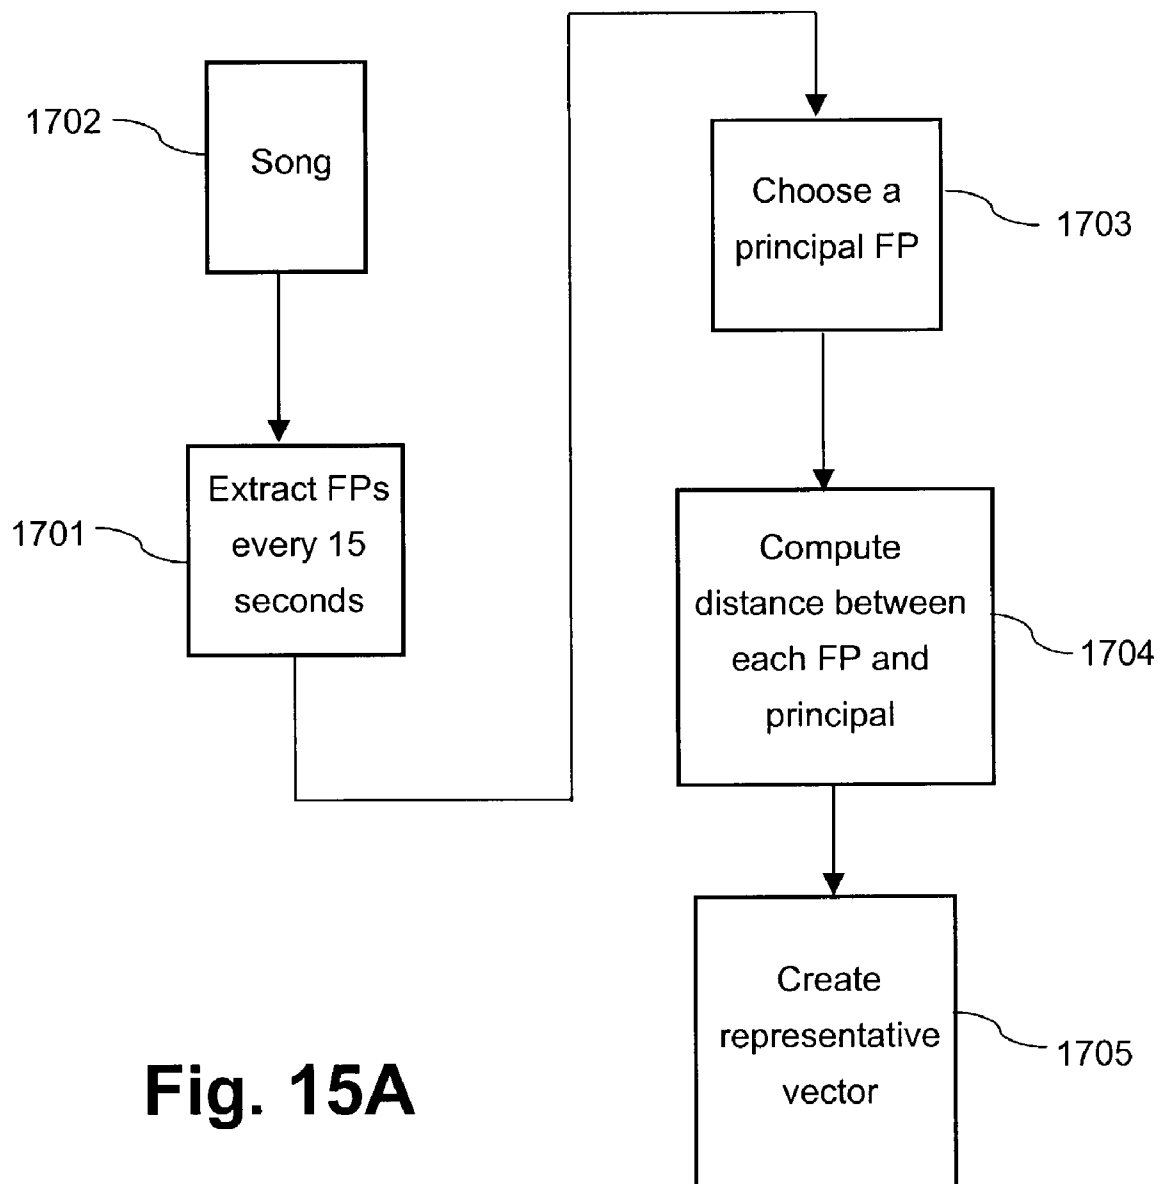 1702
Song
1701
Extract FPs
every 15
seconds
Choose a
principal FP
1703
Compute
distance between
each FP and
principal
1704
Create
representative
vector
1705
Fig. 15A